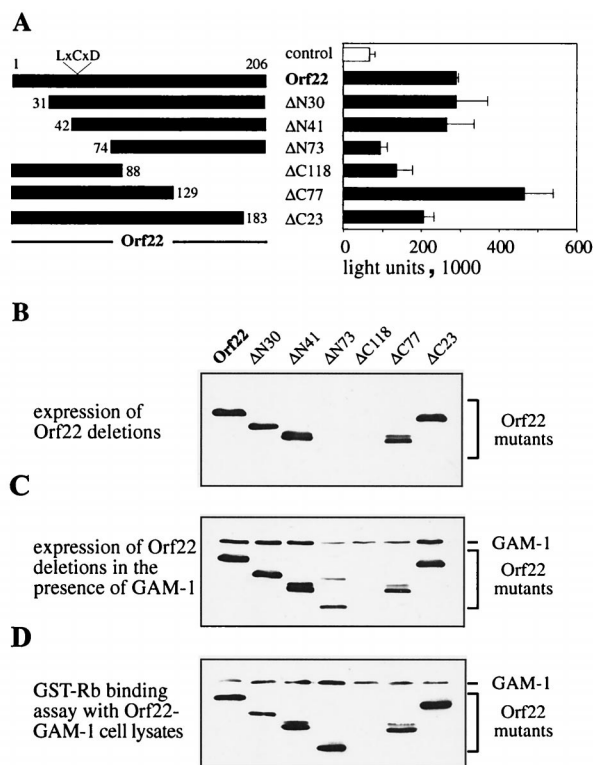 A
LxCxD
1 206
31
42
74
88
129
183
Orf22
control
Orf22
ΔN30
ΔN41
ΔN73
ΔC118
ΔC77
ΔC23
0 200 400 600
light units , 1000
B
Orf22 ΔN30 ΔN41 ΔN73 ΔC118 ΔC77 ΔC23
expression of
Orf22 deletions
Orf22
mutants
C
expression of Orf22
deletions in the
presence of GAM-1
GAM-1
Orf22
mutants
D
GST-Rb binding
assay with Orf22-
GAM-1 cell lysates
GAM-1
Orf22
mutants